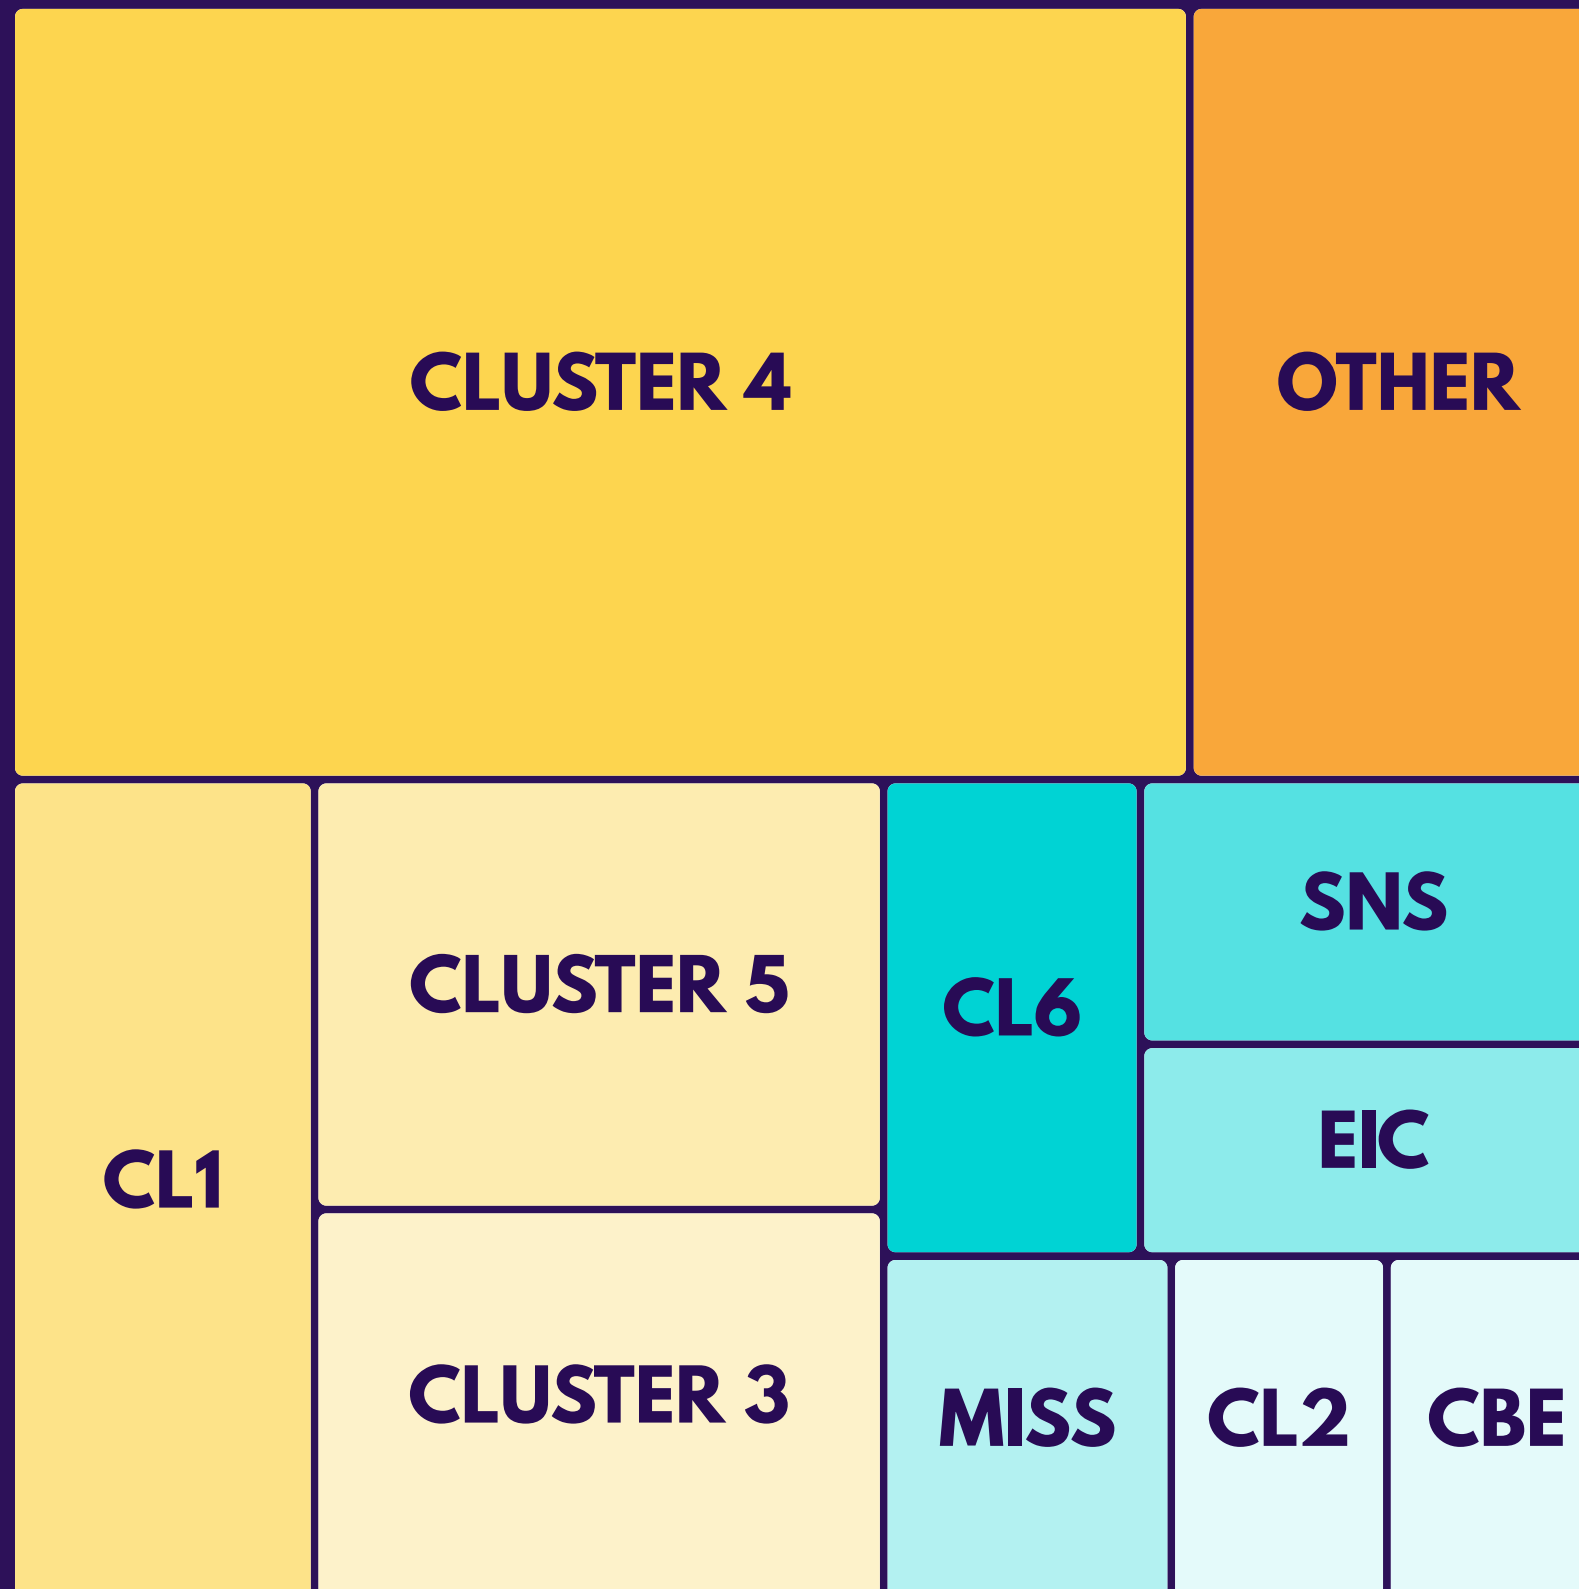 CLUSTER 4
OTHER
CL1
CLUSTER 5
CLUSTER 3
CL6
SNS
EIC
MISS
CL2
CBE